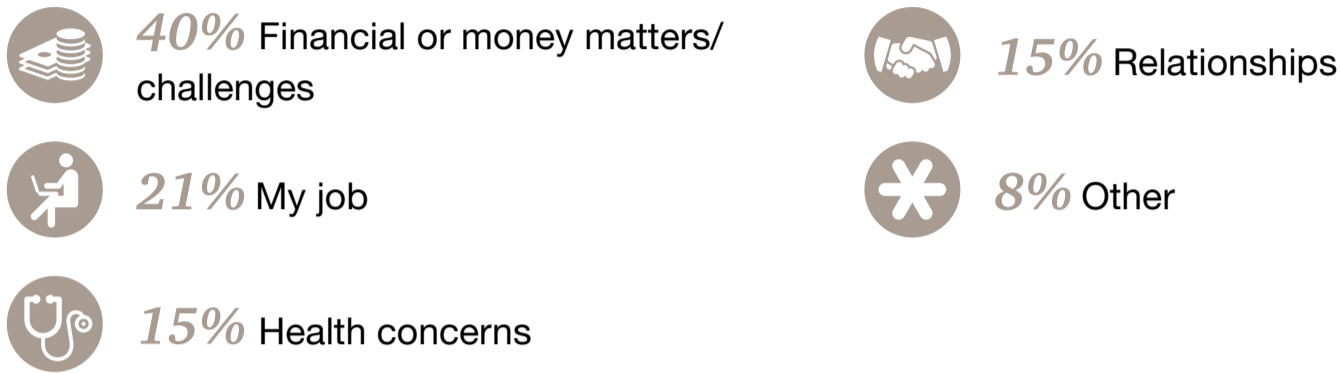 40% Financial or money matters/
challenges
21% My job
15% Health concerns
15% Relationships
8% Other